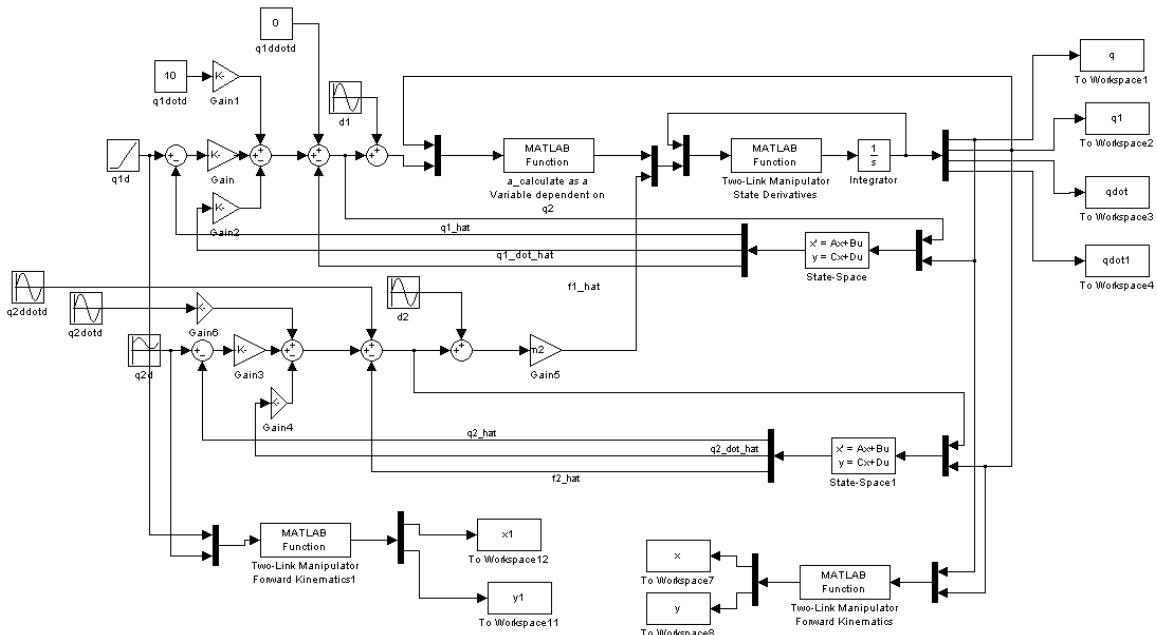 0
q1ddotd
10
q1dotd
K-
Gain1
d1
q1d
K-
Gain
K-
Gain2
MATLAB
Function
a_calculate as a
Variable dependent on
q2
MATLAB
Function
Two-Link Manipulator
State Derivatives
1
s
Integrator
q
To Workspace1
q1
To Workspace2
qdot
To Workspace3
qdot1
To Workspace4
q1_hat
q1_dot_hat
f1_hat
x' = Ax+Bu
y = Cx+Du
State-Space
q2ddotd
q2dotd
q2d
Gain6
K-
Gain3
Gain4
d2
m2
Gain5
q2_hat
q2_dot_hat
f2_hat
x' = Ax+Bu
y = Cx+Du
State-Space1
MATLAB
Function
Two-Link Manipulator
Forward Kinematics1
x1
To Workspace12
y1
To Workspace11
x
To Workspace7
y
To Workspace8
MATLAB
Function
Two-Link Manipulator
Forward Kinematics